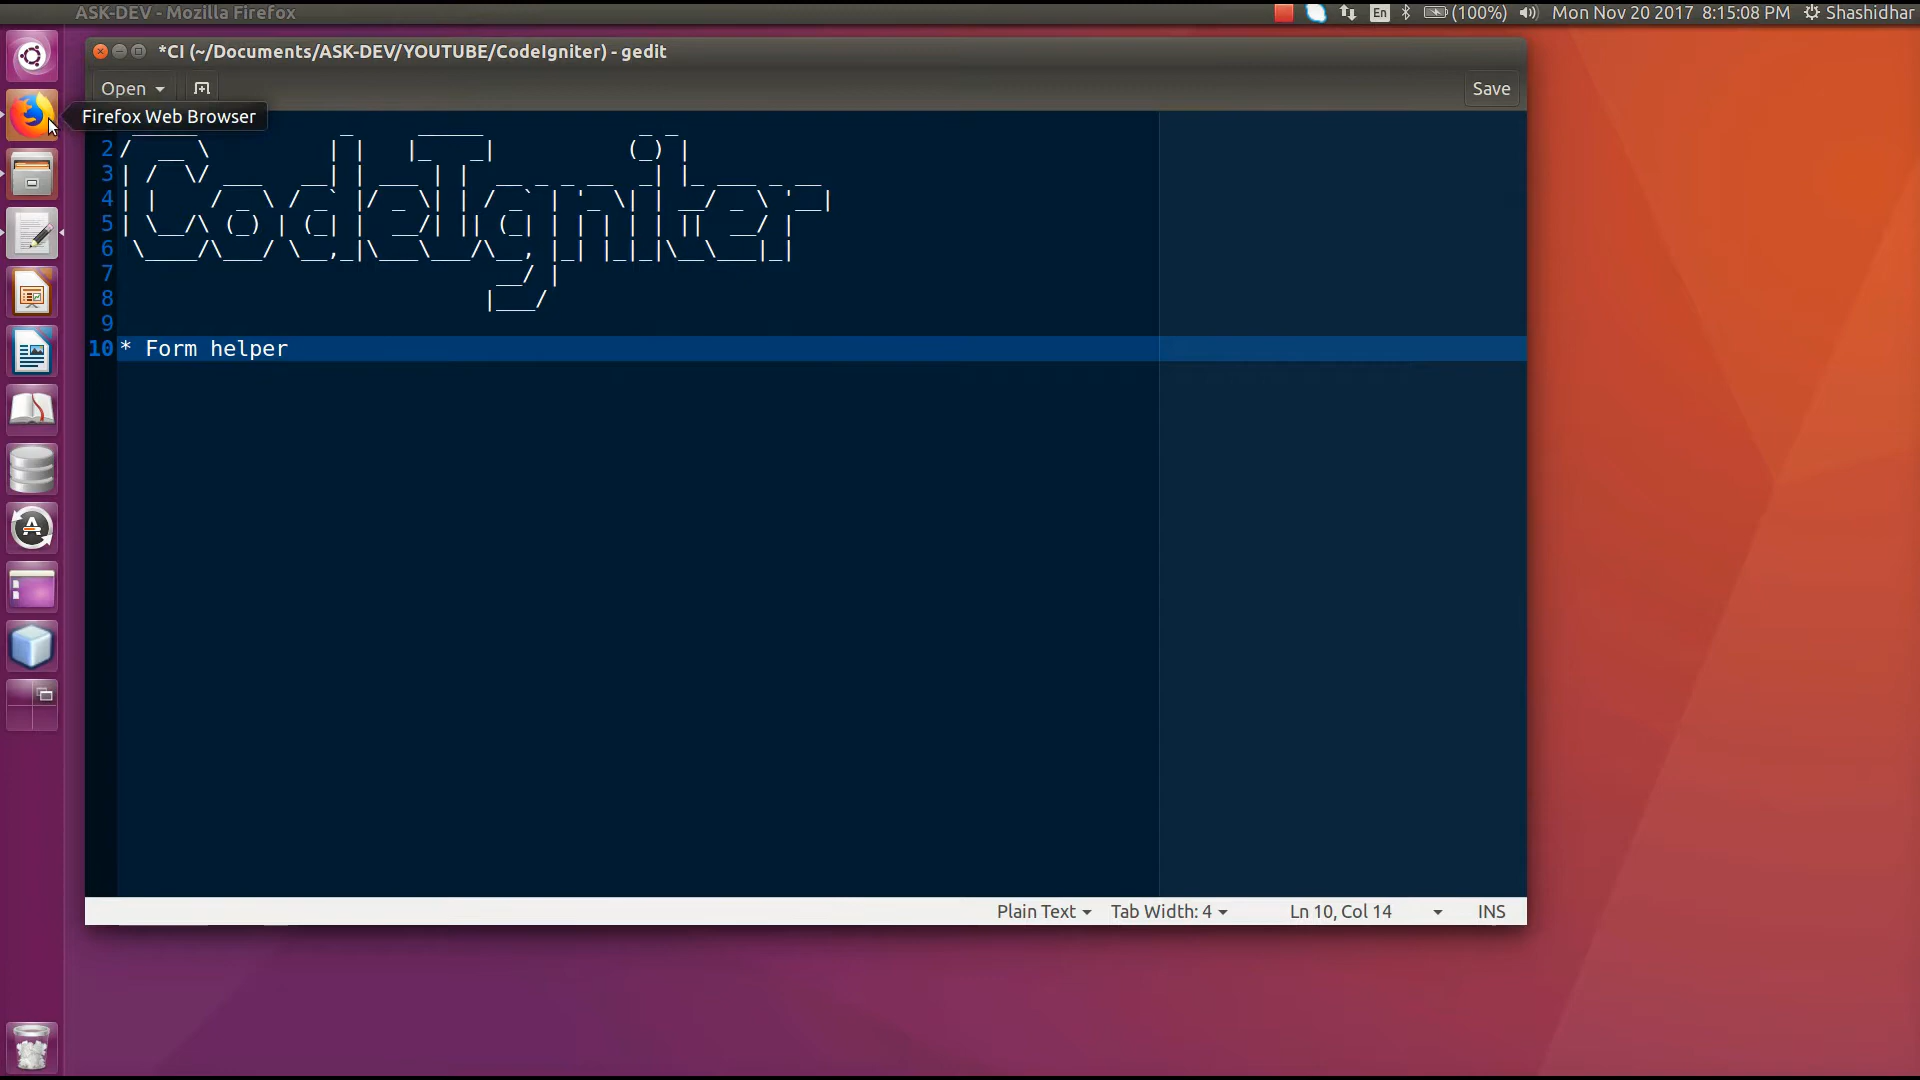 ASK-DEV - Mozilla Firefox
En
(100%)
Mon Nov 20 2017 8:15:08 PM
Shashidhar
*CI (~/Documents/ASK-DEV/YOUTUBE/CodeIgniter) - gedit
Open
Save
Firefox Web Browser
CodeIgniter
2
3
4
5
6
7
8
9
10 * Form helper
Plain Text
Tab Width: 4
Ln 10, Col 14
INS